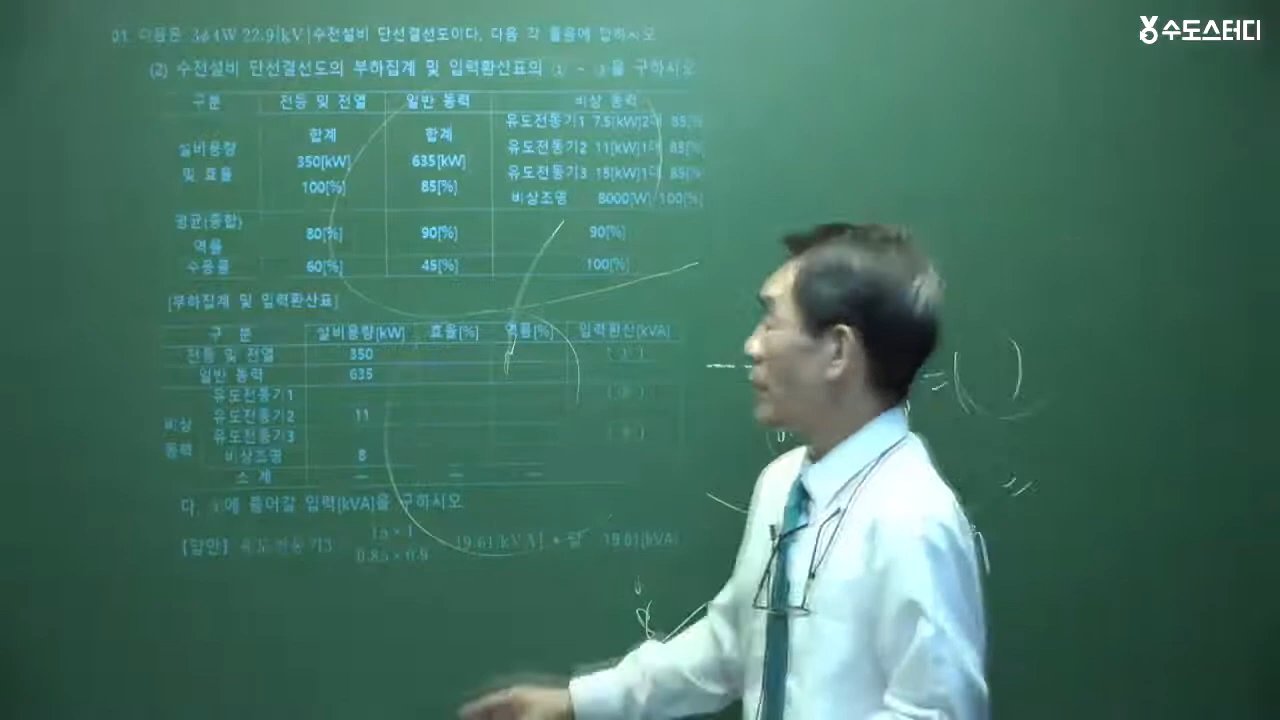 수도스터디
01. 다음은 3ϕ4W 22.9[kV]수전설비 단선결선도이다. 다음 각 물음에 답하시오
(2) 수전설비 단선결선도의 부하집계 및 입력환산표의 ① ~ ③을 구하시오
구분 전등 및 전열 일반 동력 비상 동력
설비용량 및 효율
합계 350[kW] 100[%]
합계 635[kW] 85[%]
유도전동기1 7.5[kW]2대 85[%]
유도전동기2 11[kW]1대 85[%]
유도전동기3 15[kW]1대 85[%]
비상조명 8000[W] 100[%]
평균(종합) 역률 80[%] 90[%] 90[%]
수용률 60[%] 45[%] 100[%]
[부하집계 및 입력환산표]
구 분 설비용량[kW] 효율[%] 역률[%] 입력환산[kVA]
전등 및 전열 350
일반 동력 635
비상 동력
유도전동기1
유도전동기2 11
유도전동기3
비상조명 8
소 계 — — —
다. ③에 들어갈 입력[kVA]을 구하시오
[답안] 유도전동기3 15×1 / 0.85×0.9 19.61[kVA] • 답 19.61[kVA]